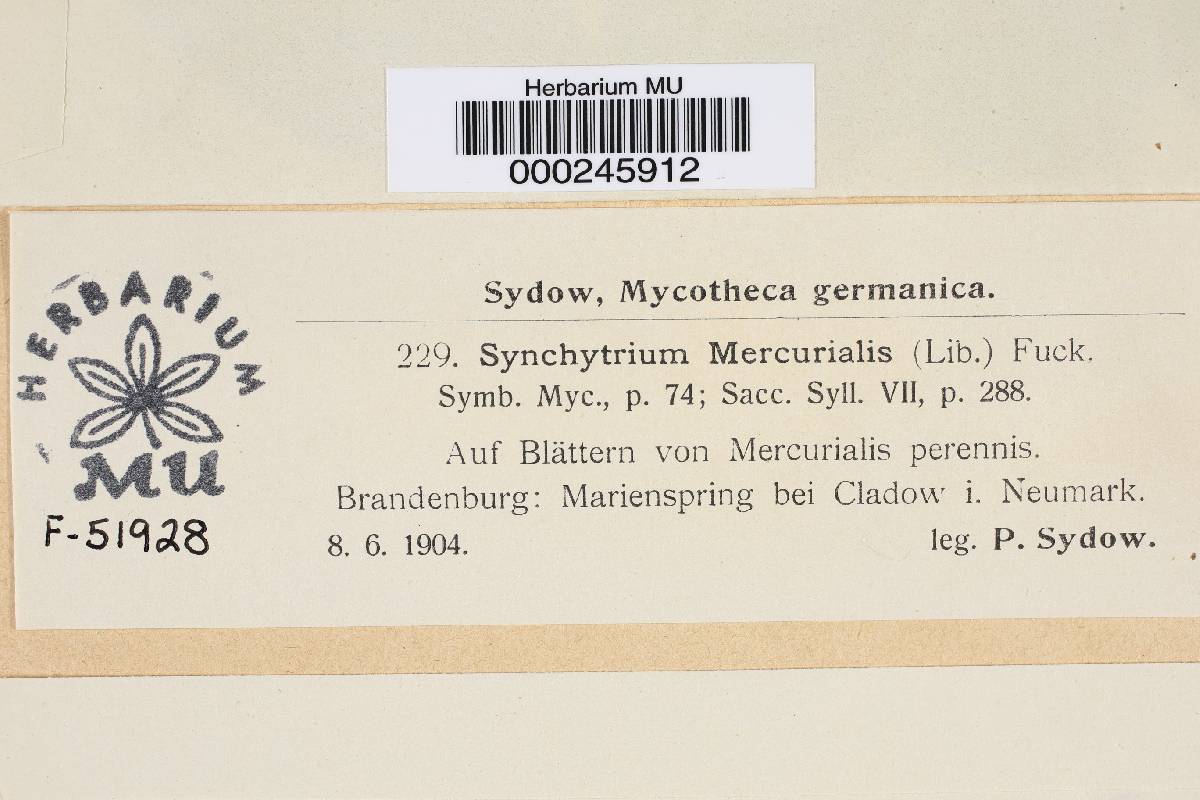 Herbarium MU
000245912
HERBARIUM
MU
F-51928
Sydow, Mycotheca germanica.
229. Synchytrium Mercurialis (Lib.) Fuck.
Symb. Myc., p. 74; Sacc. Syll. VII, p. 288.
Auf Blättern von Mercurialis perennis.
Brandenburg: Marienspring bei Cladow i. Neumark.
8. 6. 1904. leg. P. Sydow.